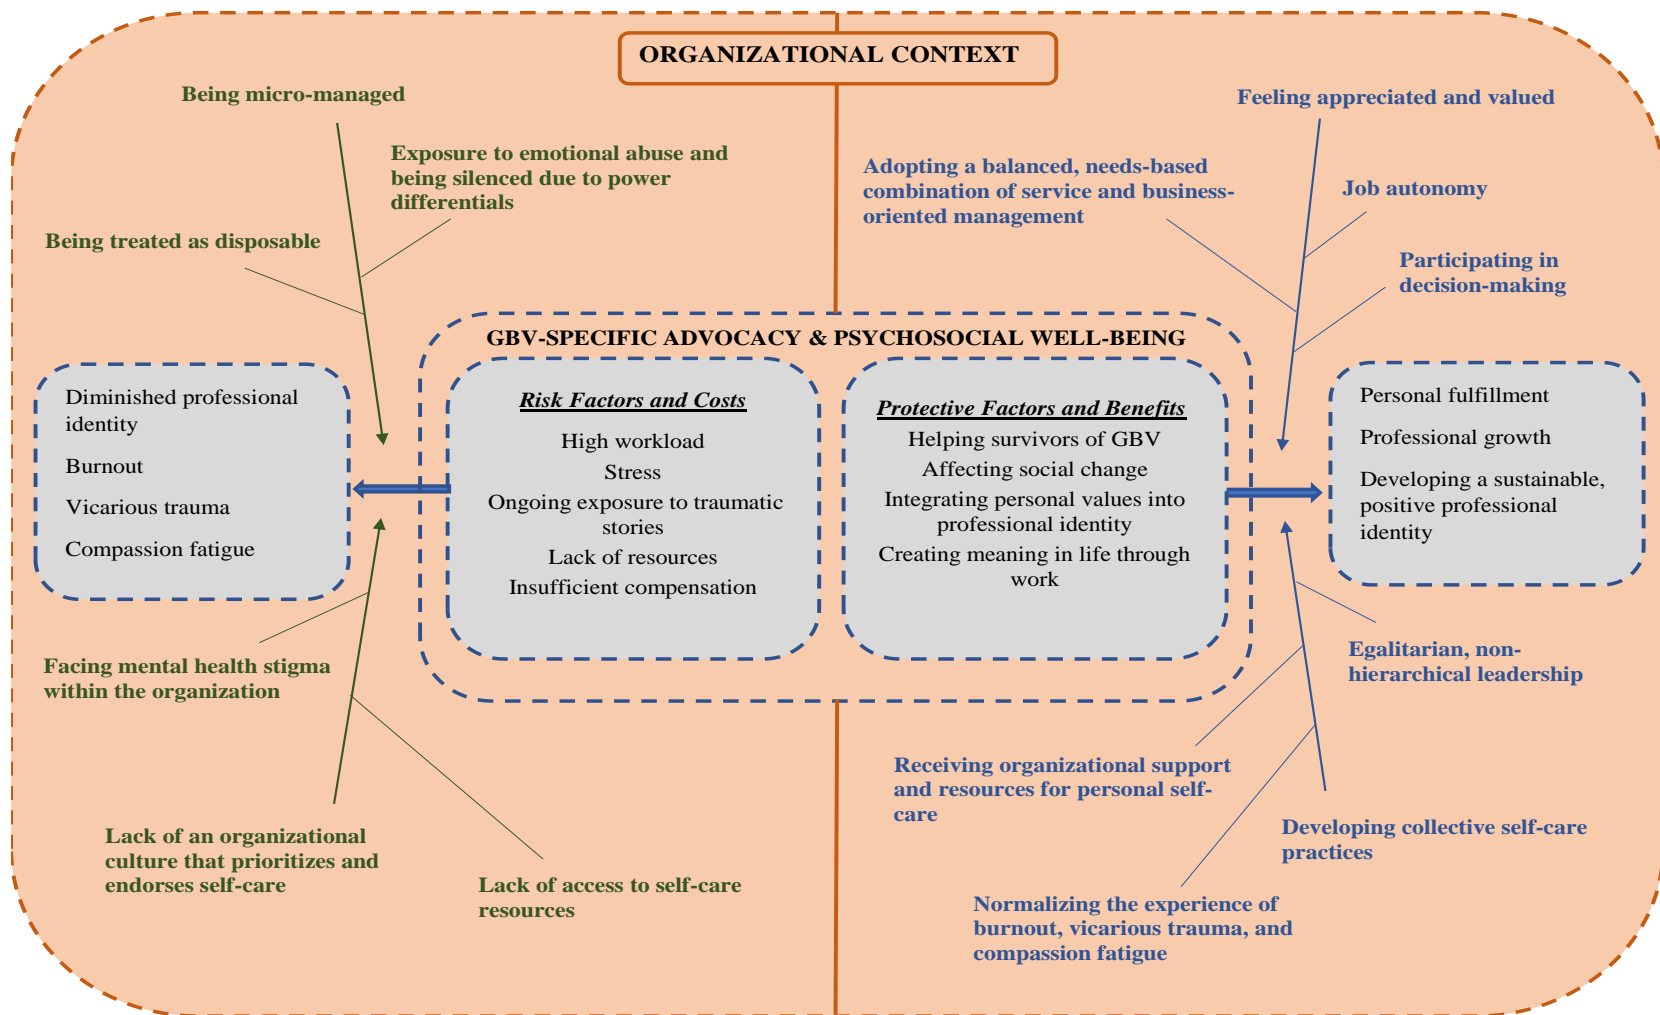 ORGANIZATIONAL CONTEXT
Being micro-managed
Exposure to emotional abuse and
being silenced due to power
differentials
Being treated as disposable
Feeling appreciated and valued
Adopting a balanced, needs-based
combination of service and business-
oriented management
Job autonomy
Participating in
decision-making
GBV-SPECIFIC ADVOCACY & PSYCHOSOCIAL WELL-BEING
Diminished professional
identity
Burnout
Vicarious trauma
Compassion fatigue
Risk Factors and Costs
High workload
Stress
Ongoing exposure to traumatic
stories
Lack of resources
Insufficient compensation
Protective Factors and Benefits
Helping survivors of GBV
Affecting social change
Integrating personal values into
professional identity
Creating meaning in life through
work
Personal fulfillment
Professional growth
Developing a sustainable,
positive professional
identity
Facing mental health stigma
within the organization
Lack of an organizational
culture that prioritizes and
endorses self-care
Lack of access to self-care
resources
Egalitarian, non-
hierarchical leadership
Receiving organizational support
and resources for personal self-
care
Developing collective self-care
practices
Normalizing the experience of
burnout, vicarious trauma, and
compassion fatigue